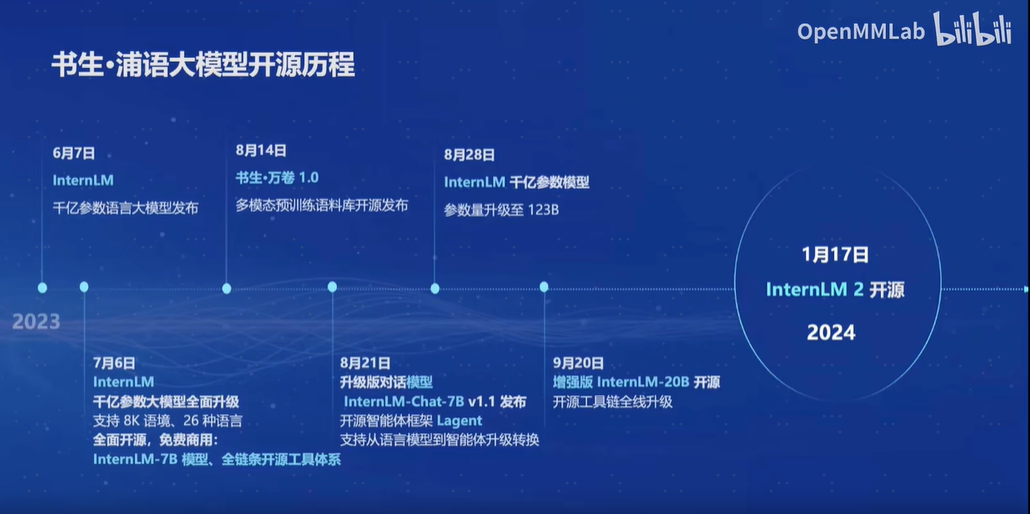 OpenMMLab bilibili
书生·浦语大模型开源历程
6月7日
InternLM
千亿参数语言大模型发布
8月14日
书生·万卷 1.0
多模态预训练语料库开源发布
8月28日
InternLM 千亿参数模型
参数量升级至 123B
1月17日
InternLM 2 开源
2024
2023
7月6日
InternLM
千亿参数大模型全面升级
支持 8K 语境、26 种语言
全面开源，免费商用：
InternLM-7B 模型、全链条开源工具体系
8月21日
升级版对话模型
InternLM-Chat-7B v1.1 发布
开源智能体框架 Lagent
支持从语言模型到智能体升级转换
9月20日
增强版 InternLM-20B 开源
开源工具链全线升级